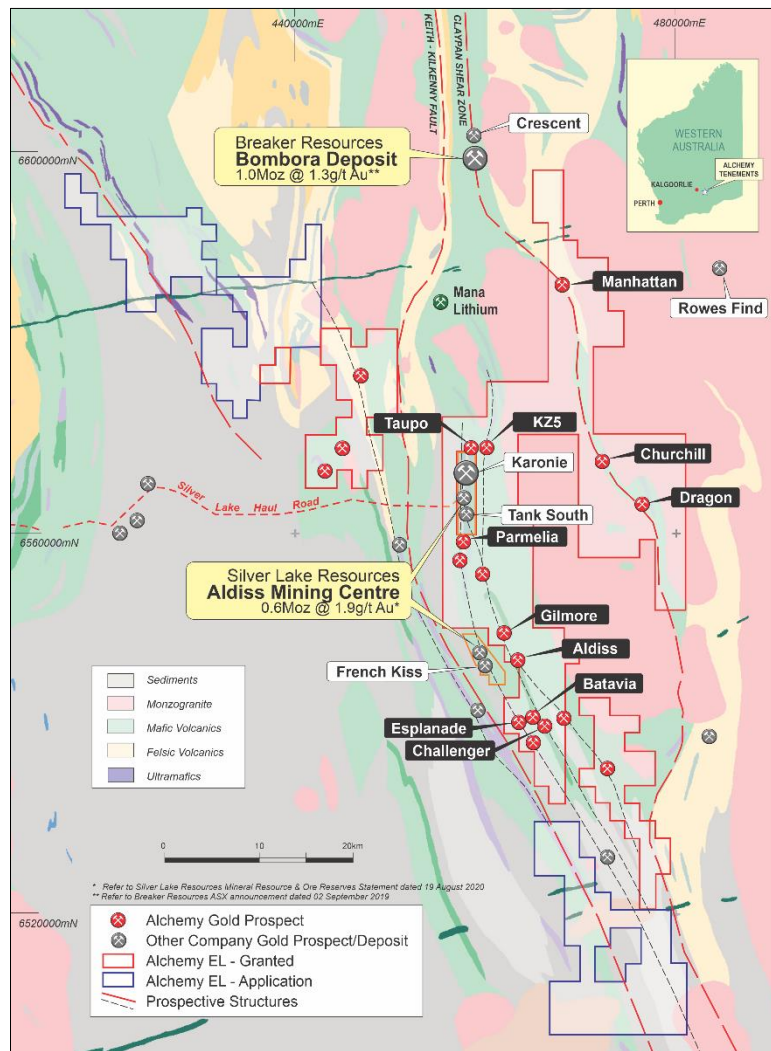 440000mE
480000mE
KEITH - KILKENNY FAULT
CLAYPAN SHEAR ZONE
Crescent
6600000mN
Breaker Resources
Bombora Deposit
1.0Moz @ 1.3g/t Au**
WESTERN
AUSTRALIA
ALCHEMY
TENEMENTS
KALGOORLIE
PERTH
Manhattan
Mana
Lithium
Rowes Find
Taupo
KZ5
Karonie
Churchill
Dragon
Silver Lake Haul Road
Tank South
6560000mN
Parmelia
Silver Lake Resources
Aldiss Mining Centre
0.6Moz @ 1.9g/t Au*
Gilmore
Aldiss
French Kiss
Batavia
Esplanade
Challenger
Sediments
Monzogranite
Mafic Volcanics
Felsic Volcanics
Ultramafics
0 10 20km
* Refer to Silver Lake Resources Mineral Resource & Ore Reserves Statement dated 19 August 2020
** Refer to Breaker Resources ASX announcement dated 02 September 2019
6520000mN
Alchemy Gold Prospect
Other Company Gold Prospect/Deposit
Alchemy EL - Granted
Alchemy EL - Application
Prospective Structures